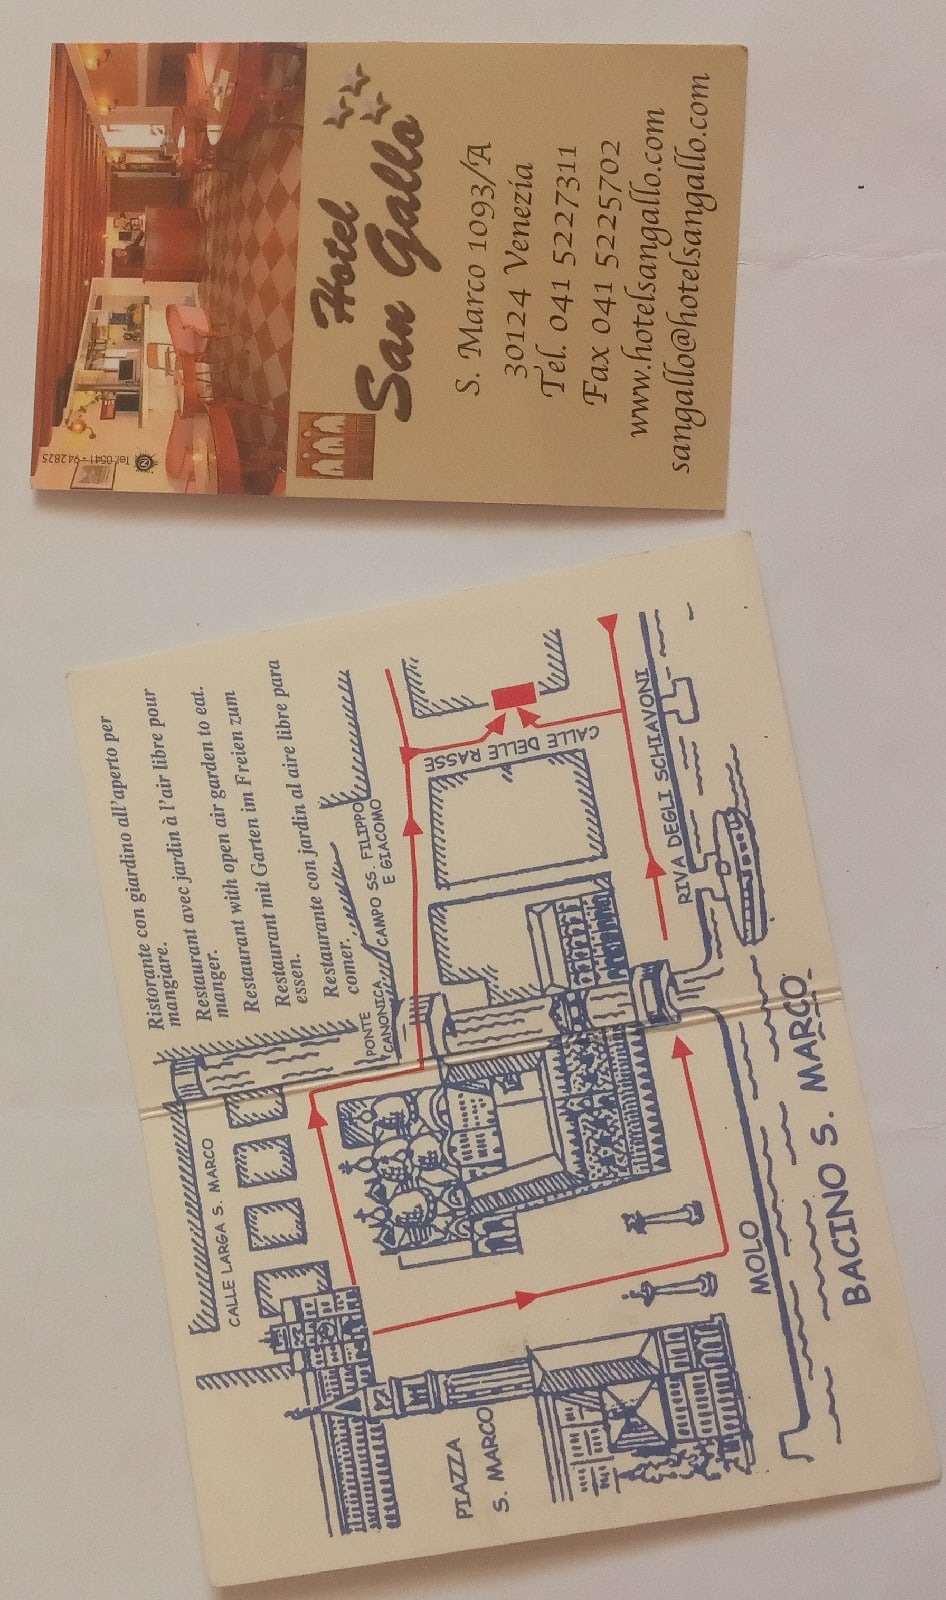 Ristorante con giardino all'aperto per
mangiare.
Restaurant avec jardin à l'air libre pour
manger.
Restaurant with open air garden to eat.
Restaurant mit Garten im Freien zum
essen.
Restaurante con jardin al aire libre para
comer.
CALLE LARGA S. MARCO
PONTE
CANONICA
CAMPO SS. FILIPPO
E GIACOMO
PIAZZA
S. MARCO
CALLE DELLE RASSE
RIVA DEGLI SCHIAVONI
MOLO
BACINO S. MARCO
Tel. 0541 - 942825
Hotel
San Gallo
S. Marco 1093/A
30124 Venezia
Tel. 041 5227311
Fax 041 5225702
www.hotelsangallo.com
sangallo@hotelsangallo.com